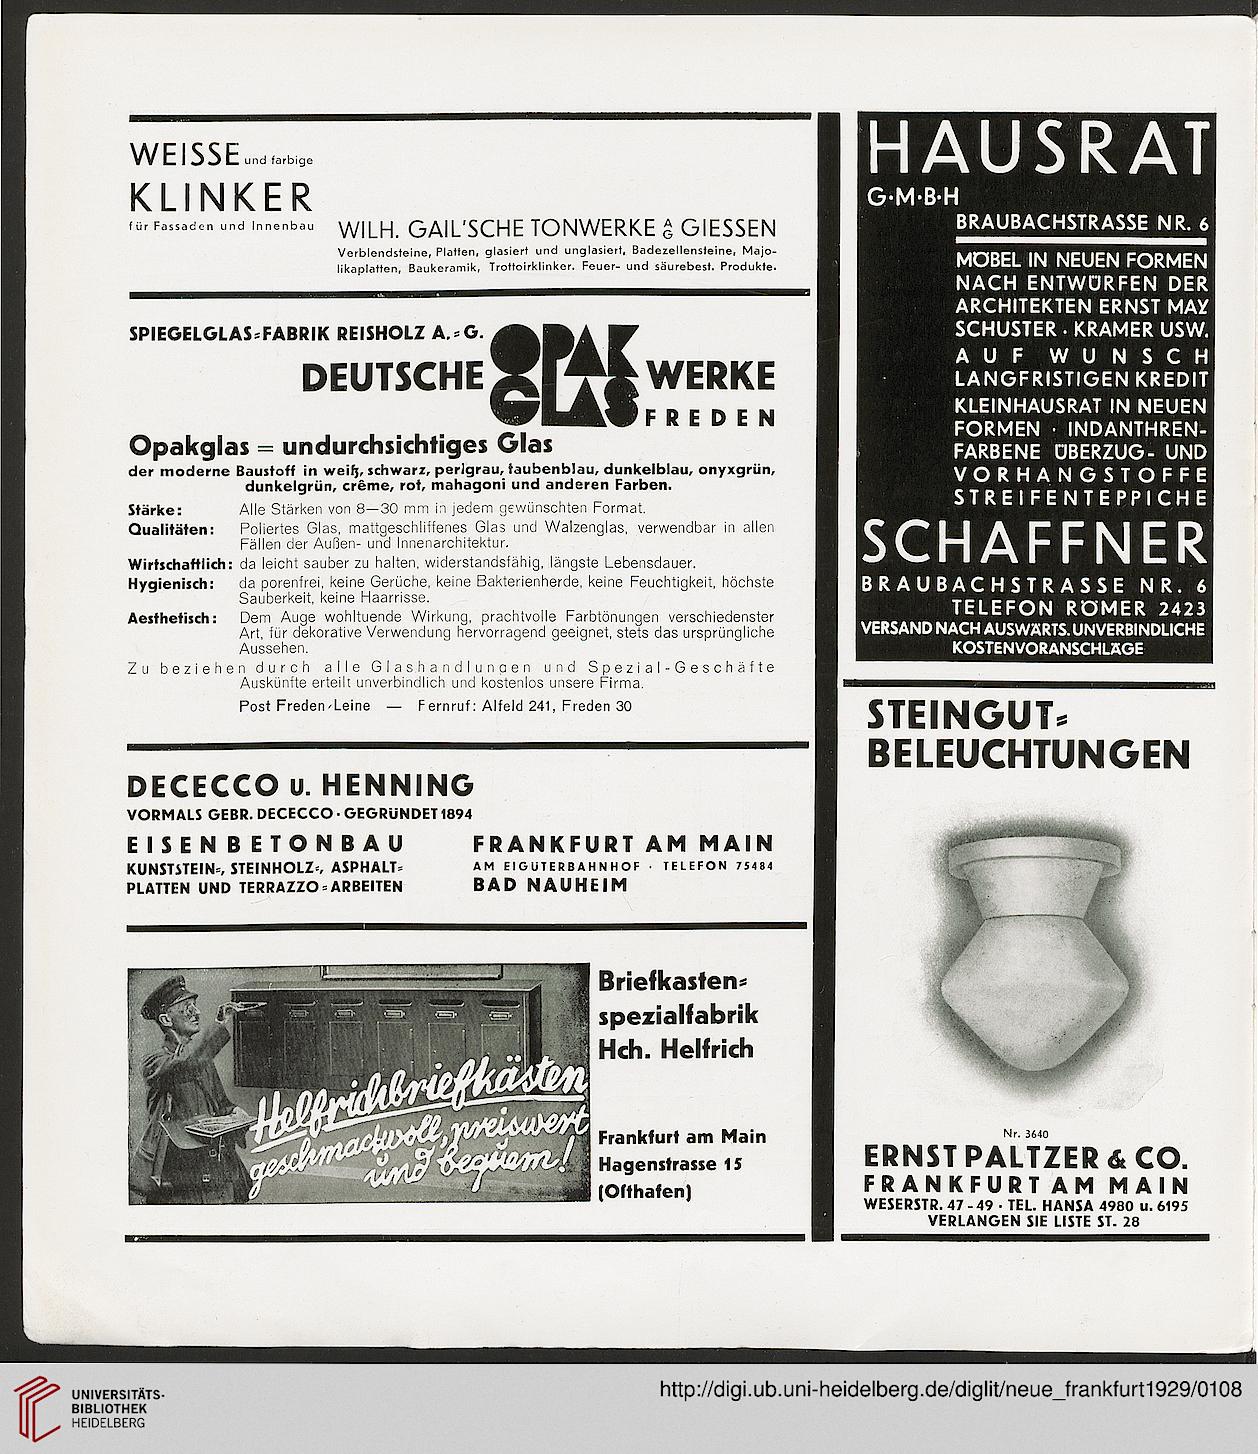 WEISSE und farbige
KLINKER
für Fassaden und Innenbau
WILH. GAIL'SCHE TONWERKE AG GIESSEN
Verblendsteine, Platten, glasiert und unglasiert, Badezellensteine, Majo-
likaplatten, Baukeramik, Trottoirklinker. Feuer- und säurebest. Produkte.
SPIEGELGLAS=FABRIK REISHOLZ A.=G.
DEUTSCHE OPAK GLAS WERKE
FREDEN
Opakglas = undurchsichtiges Glas
der moderne Baustoff in weiß, schwarz, perlgrau, taubenblau, dunkelblau, onyxgrün,
dunkelgrün, crême, rot, mahagoni und anderen Farben.
Stärke: Alle Stärken von 8—30 mm in jedem gewünschten Format.
Qualitäten: Poliertes Glas, mattgeschliffenes Glas und Walzenglas, verwendbar in allen
Fällen der Außen- und Innenarchitektur.
Wirtschaftlich: da leicht sauber zu halten, widerstandsfähig, längste Lebensdauer.
Hygienisch: da porenfrei, keine Gerüche, keine Bakterienherde, keine Feuchtigkeit, höchste
Sauberkeit, keine Haarrisse.
Aesthetisch: Dem Auge wohltuende Wirkung, prachtvolle Farbtönungen verschiedenster
Art, für dekorative Verwendung hervorragend geeignet, stets das ursprüngliche
Aussehen.
Zu beziehen durch alle Glashandlungen und Spezial-Geschäfte
Auskünfte erteilt unverbindlich und kostenlos unsere Firma.
Post Freden/Leine — Fernruf: Alfeld 241, Freden 30
DECECCO u. HENNING
VORMALS GEBR. DECECCO · GEGRÜNDET 1894
EISENBETONBAU
KUNSTSTEIN=, STEINHOLZ=, ASPHALT=
PLATTEN UND TERRAZZO=ARBEITEN
FRANKFURT AM MAIN
AM EIGUTERBAHNHOF · TELEFON 75484
BAD NAUHEIM
Helfrichbriefkästen
geschmackvoll, preiswert
und bequem!
Briefkasten=
spezialfabrik
Hch. Helfrich
Frankfurt am Main
Hagenstrasse 15
(Osthafen)
HAUSRAT
G·M·B·H
BRAUBACHSTRASSE NR. 6
MÖBEL IN NEUEN FORMEN
NACH ENTWÜRFEN DER
ARCHITEKTEN ERNST MAY
SCHUSTER · KRAMER USW.
AUF WUNSCH
LANGFRISTIGEN KREDIT
KLEINHAUSRAT IN NEUEN
FORMEN · INDANTHREN-
FARBENE ÜBERZUG- UND
VORHANGSTOFFE
STREIFENTEPPICHE
SCHAFFNER
BRAUBACHSTRASSE NR. 6
TELEFON RÖMER 2423
VERSAND NACH AUSWÄRTS. UNVERBINDLICHE
KOSTENVORANSCHLÄGE
STEINGUT=
BELEUCHTUNGEN
Nr. 3640
ERNST PALTZER & CO.
FRANKFURT AM MAIN
WESERSTR. 47-49 · TEL. HANSA 4980 u. 6195
VERLANGEN SIE LISTE ST. 28
UNIVERSITÄTS-
BIBLIOTHEK
HEIDELBERG
http://digi.ub.uni-heidelberg.de/diglit/neue_frankfurt1929/0108